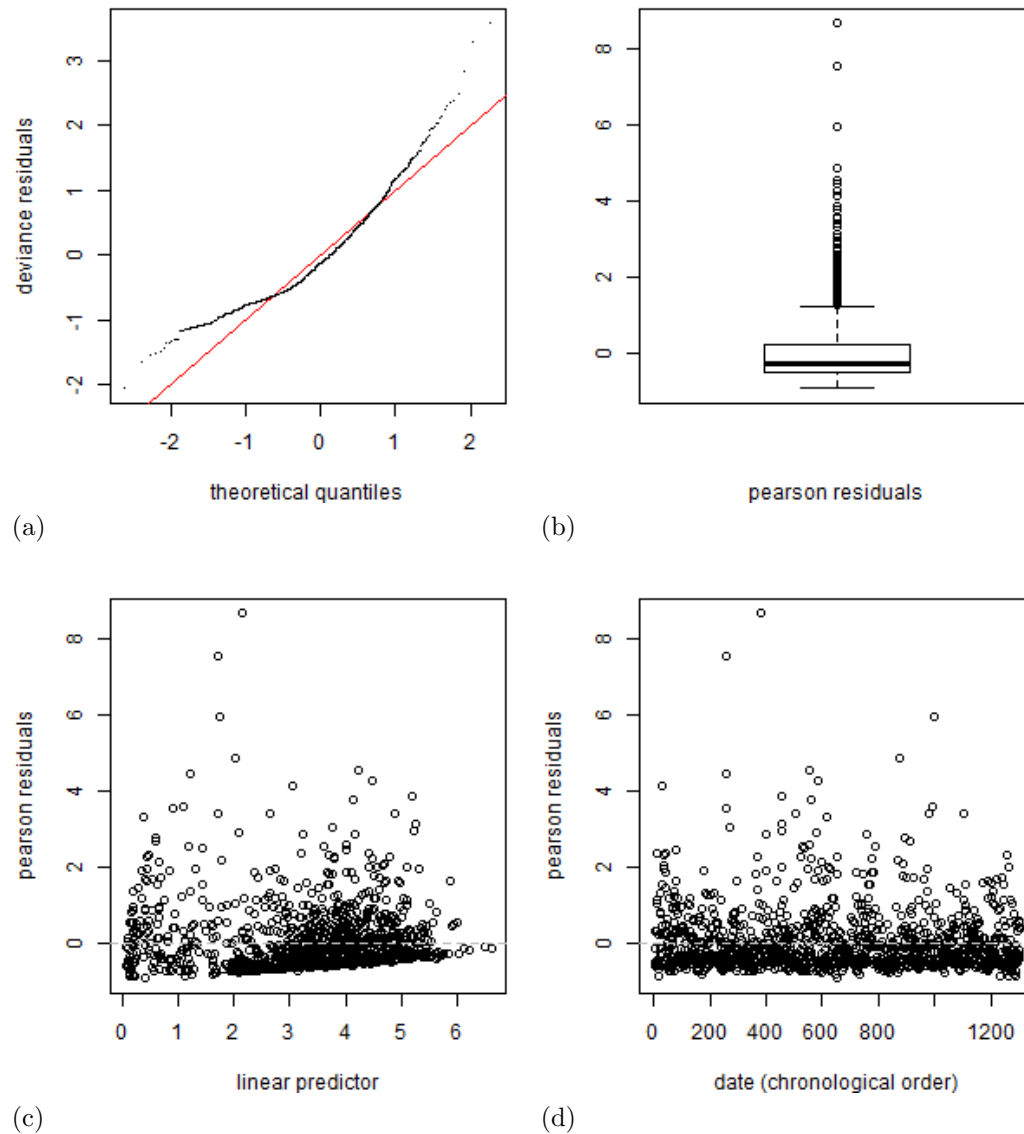 deviance residuals
3
2
1
0
-1
-2
-2 -1 0 1 2
theoretical quantiles
(a)
8
6
4
2
0
pearson residuals
(b)
pearson residuals
8
6
4
2
0
0 1 2 3 4 5 6
linear predictor
(c)
pearson residuals
8
6
4
2
0
0 200 400 600 800 1200
date (chronological order)
(d)